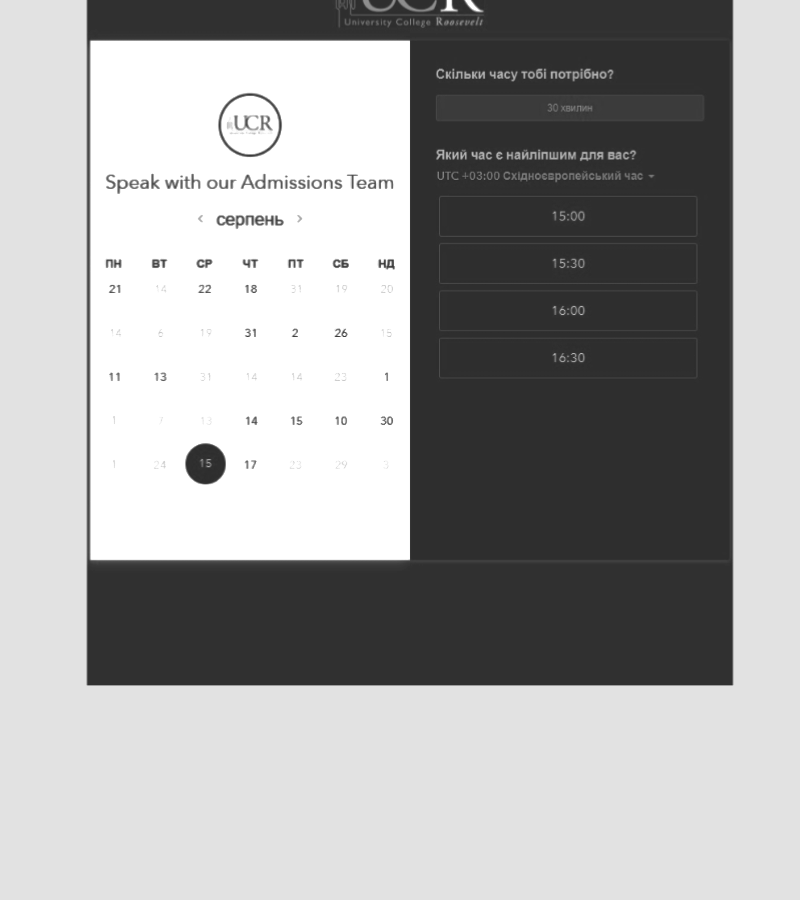 UCR
University College Roosevelt
UCR
Speak with our Admissions Team
серпень
ПН ВТ СР ЧТ ПТ СБ НД
21 14 22 18 31 19 20
14 6 19 31 2 26 15
11 13 31 14 14 23 1
1 7 13 14 15 10 30
1 24 15 17 23 29 3
Скільки часу тобі потрібно?
30 хвилин
Який час є найліпшим для вас?
UTC +03:00 Східноєвропейський час
15:00
15:30
16:00
16:30